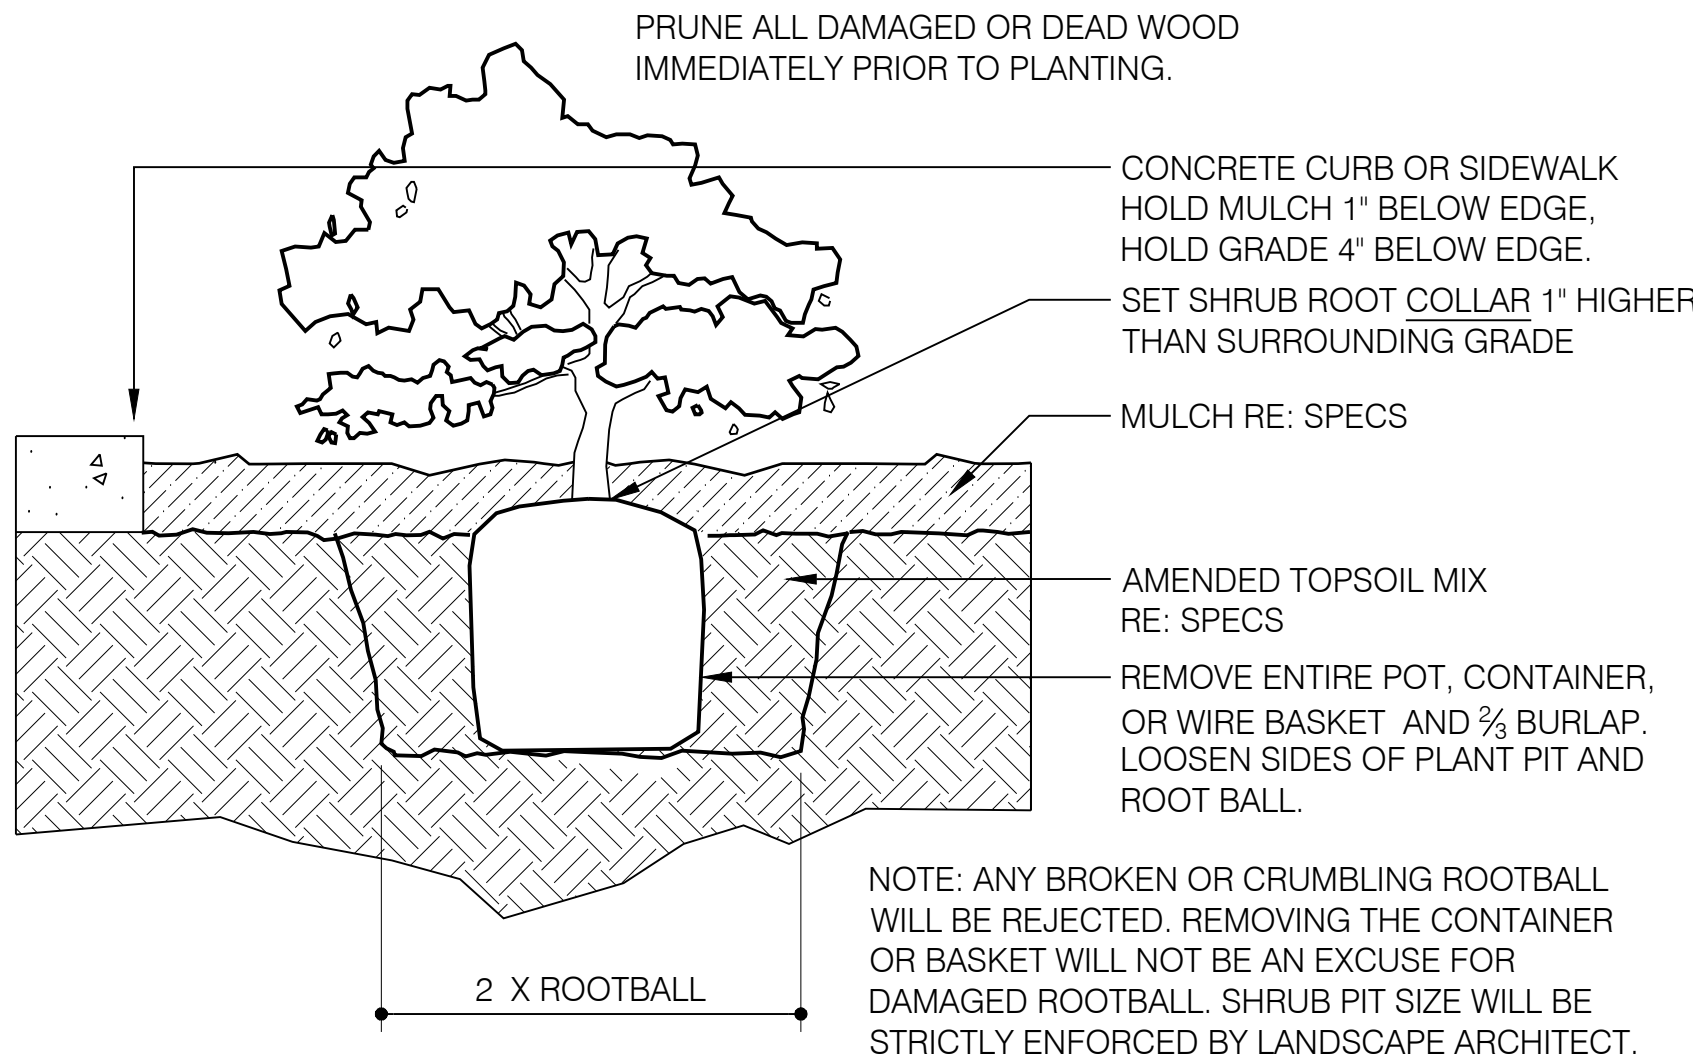 PRUNE ALL DAMAGED OR DEAD WOOD
IMMEDIATELY PRIOR TO PLANTING.
CONCRETE CURB OR SIDEWALK
HOLD MULCH 1" BELOW EDGE,
HOLD GRADE 4" BELOW EDGE.
SET SHRUB ROOT COLLAR 1" HIGHER
THAN SURROUNDING GRADE
MULCH RE: SPECS
AMENDED TOPSOIL MIX
RE: SPECS
REMOVE ENTIRE POT, CONTAINER,
OR WIRE BASKET AND ⅔ BURLAP.
LOOSEN SIDES OF PLANT PIT AND
ROOT BALL.
NOTE: ANY BROKEN OR CRUMBLING ROOTBALL
WILL BE REJECTED. REMOVING THE CONTAINER
OR BASKET WILL NOT BE AN EXCUSE FOR
DAMAGED ROOTBALL. SHRUB PIT SIZE WILL BE
STRICTLY ENFORCED BY LANDSCAPE ARCHITECT.
2 X ROOTBALL